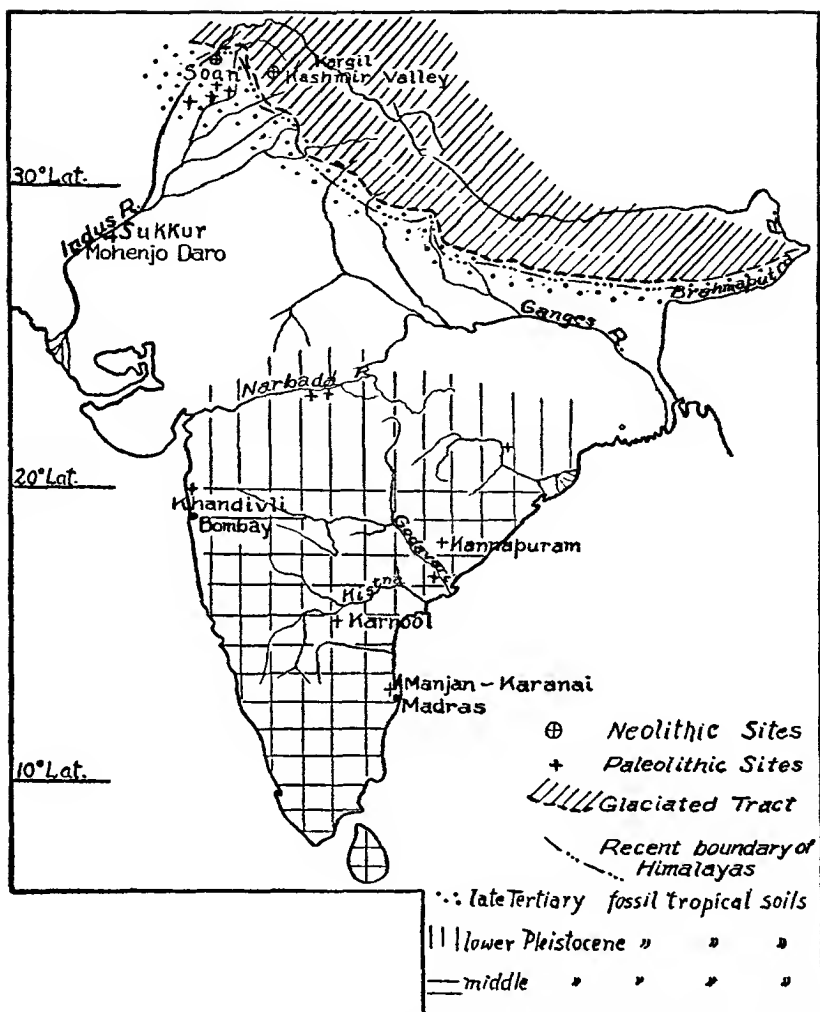 Soan
Kargil
Kashmir Valley
30° Lat.
Indus R.
Sukkur
Mohenjo Daro
Brahmaputra R.
Ganges R.
Narbada R.
20° Lat.
Khandivli
Bombay
Godavari
Kannapuram
Kistna
Karnool
Manjan-Karanai
Madras
10° Lat.
⊕ Neolithic Sites
+ Paleolithic Sites
Glaciated Tract
Recent boundary of
Himalayas
late Tertiary fossil tropical soils
lower Pleistocene " " "
middle " " " "